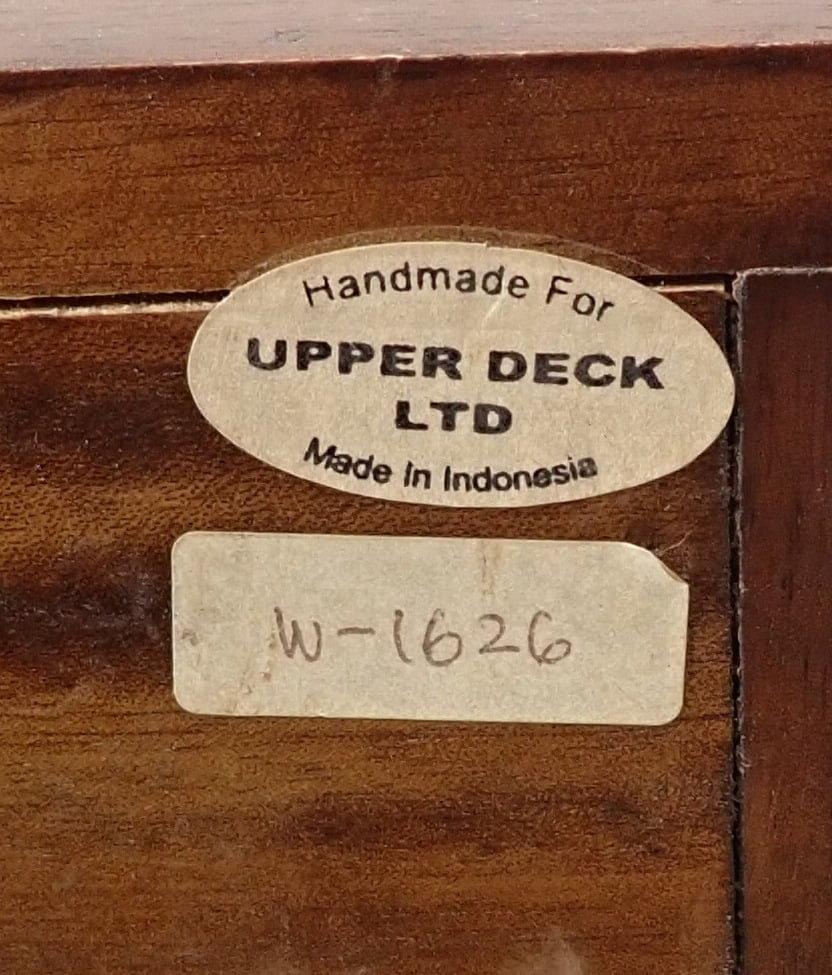 Handmade For
UPPER DECK
LTD
Made In Indonesia
W-1626